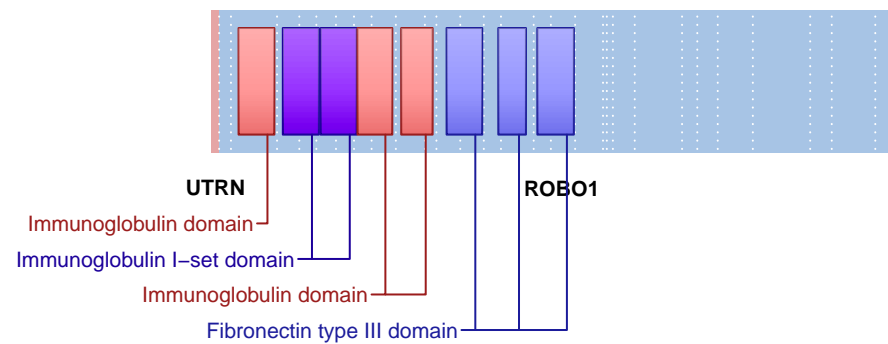 UTRN ROBO1
Immunoglobulin domain
Immunoglobulin I−set domain
Immunoglobulin domain
Fibronectin type III domain